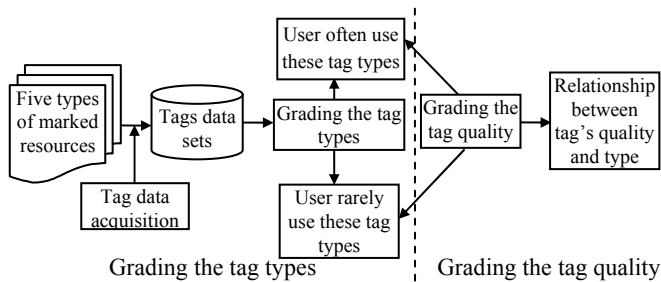 Five types
of marked
resources
Tag data
acquisition
Tags data
sets
User often use
these tag types
Grading the tag
types
User rarely
use these tag
types
Grading the
tag quality
Relationship
between
tag's quality
and type
Grading the tag types
Grading the tag quality